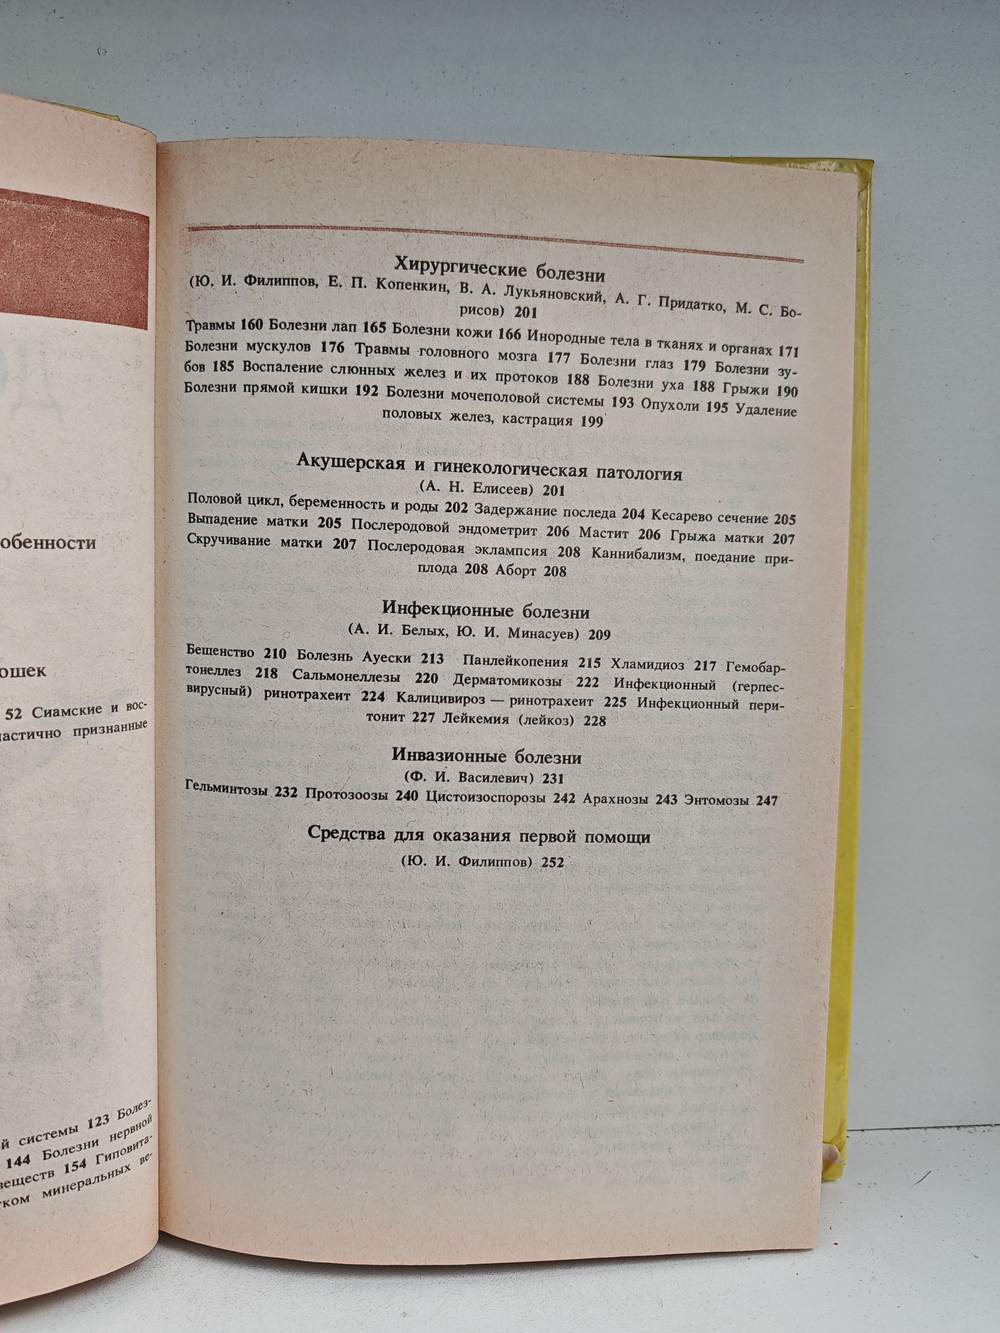 обенности
ошек
52 Сиамские и вос-
частично признанные
й системы 123 Болез-
144 Болезни нервной
веществ 154 Гиповита-
ком минеральных ве-
Хирургические болезни
(Ю. И. Филиппов, Е. П. Копенкин, В. А. Лукьяновский, А. Г. Придатко, М. С. Бо-
рисов) 201
Травмы 160 Болезни лап 165 Болезни кожи 166 Инородные тела в тканях и органах 171
Болезни мускулов 176 Травмы головного мозга 177 Болезни глаз 179 Болезни зу-
бов 185 Воспаление слюнных желез и их протоков 188 Болезни уха 188 Грыжи 190
Болезни прямой кишки 192 Болезни мочеполовой системы 193 Опухоли 195 Удаление
половых желез, кастрация 199
Акушерская и гинекологическая патология
(А. Н. Елисеев) 201
Половой цикл, беременность и роды 202 Задержание последа 204 Кесарево сечение 205
Выпадение матки 205 Послеродовой эндометрит 206 Мастит 206 Грыжа матки 207
Скручивание матки 207 Послеродовая эклампсия 208 Каннибализм, поедание при-
плода 208 Аборт 208
Инфекционные болезни
(А. И. Белых, Ю. И. Минасуев) 209
Бешенство 210 Болезнь Ауески 213 Панлейкопения 215 Хламидиоз 217 Гемобар-
тонеллез 218 Сальмонеллезы 220 Дерматомикозы 222 Инфекционный (герпес-
вирусный) ринотрахеит 224 Калицивироз — ринотрахеит 225 Инфекционный пери-
тонит 227 Лейкемия (лейкоз) 228
Инвазионные болезни
(Ф. И. Василевич) 231
Гельминтозы 232 Протозоозы 240 Цистоизоспорозы 242 Арахнозы 243 Энтомозы 247
Средства для оказания первой помощи
(Ю. И. Филиппов) 252